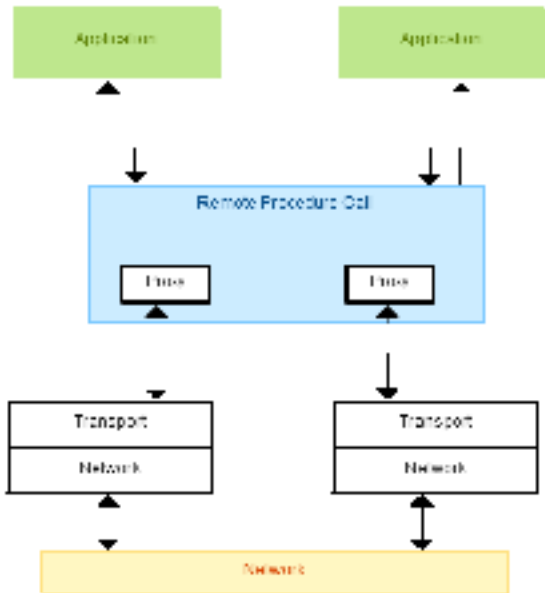 Application
Application
Remote Procedure Call
Transport
Transport
Network
Network
Network